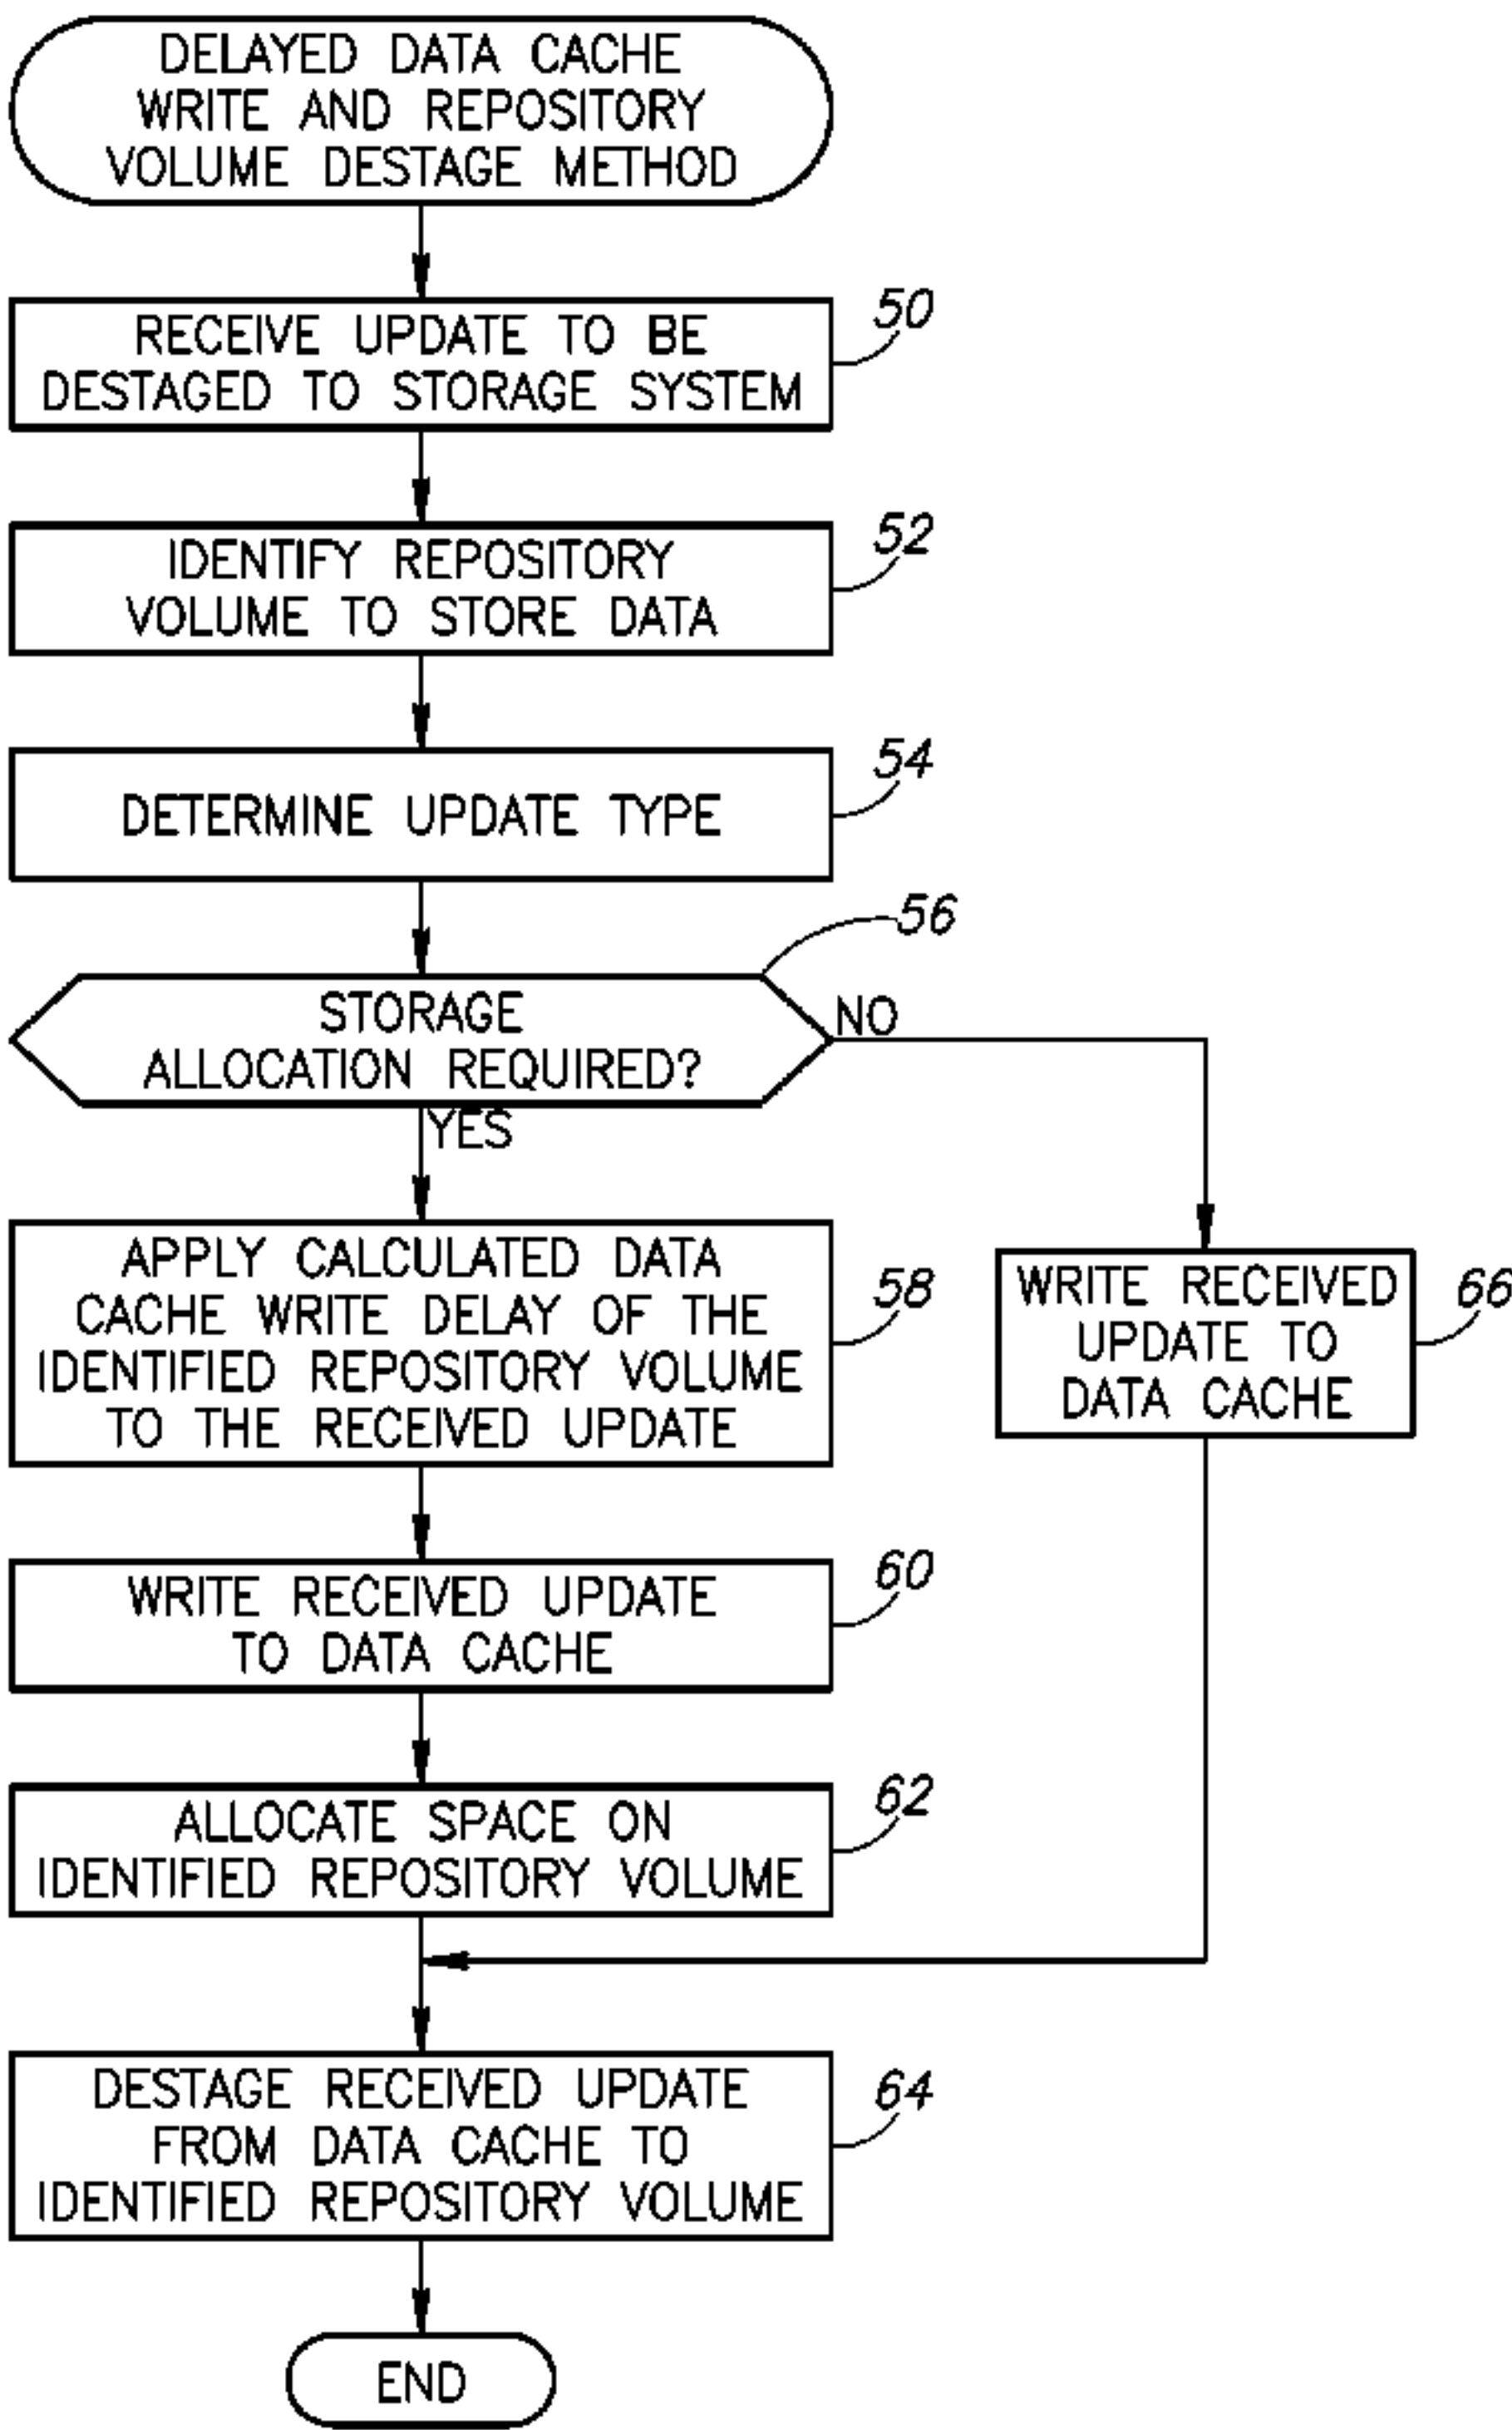 DELAYED DATA CACHE
WRITE AND REPOSITORY
VOLUME DESTAGE METHOD
50
RECEIVE UPDATE TO BE
DESTAGED TO STORAGE SYSTEM
52
IDENTIFY REPOSITORY
VOLUME TO STORE DATA
54
DETERMINE UPDATE TYPE
56
STORAGE
ALLOCATION REQUIRED?
NO
YES
APPLY CALCULATED DATA
CACHE WRITE DELAY OF THE
IDENTIFIED REPOSITORY VOLUME
TO THE RECEIVED UPDATE
58
WRITE RECEIVED
UPDATE TO
DATA CACHE
66
WRITE RECEIVED UPDATE
TO DATA CACHE
60
ALLOCATE SPACE ON
IDENTIFIED REPOSITORY VOLUME
62
DESTAGE RECEIVED UPDATE
FROM DATA CACHE TO
IDENTIFIED REPOSITORY VOLUME
64
END